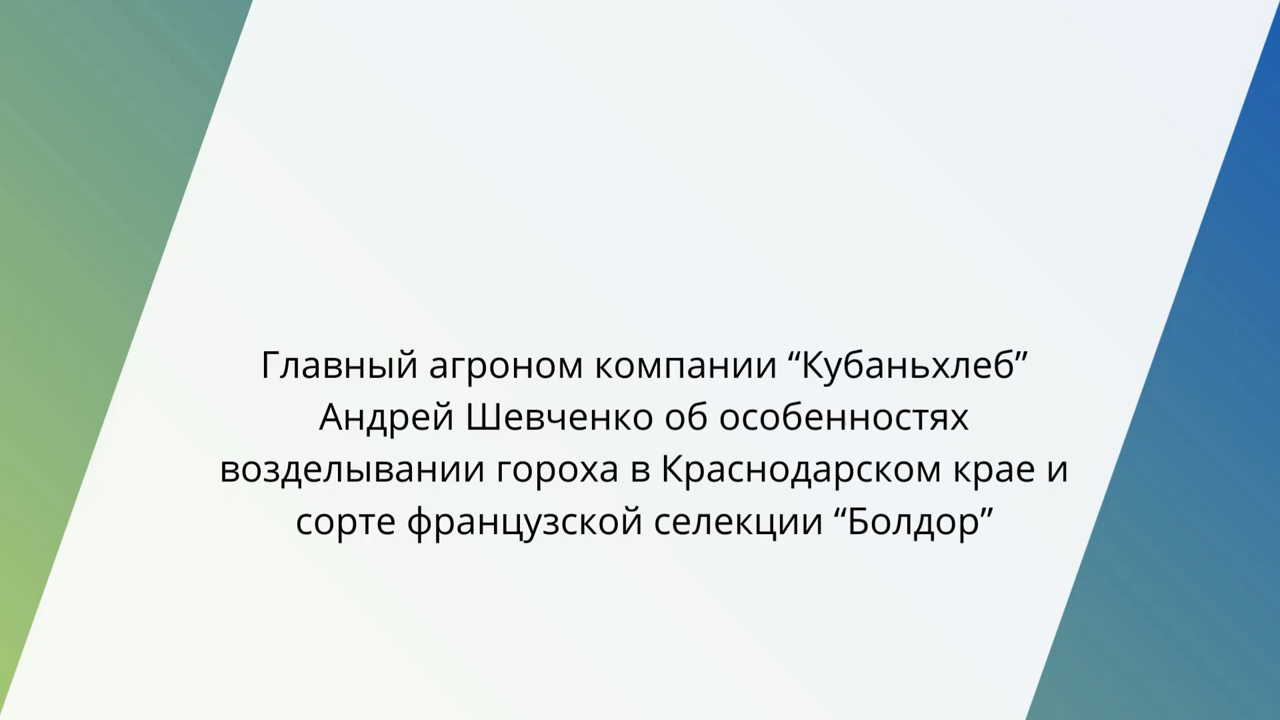 Главный агроном компании “Кубаньхлеб”
Андрей Шевченко об особенностях
возделывании гороха в Краснодарском крае и
сорте французской селекции “Болдор”